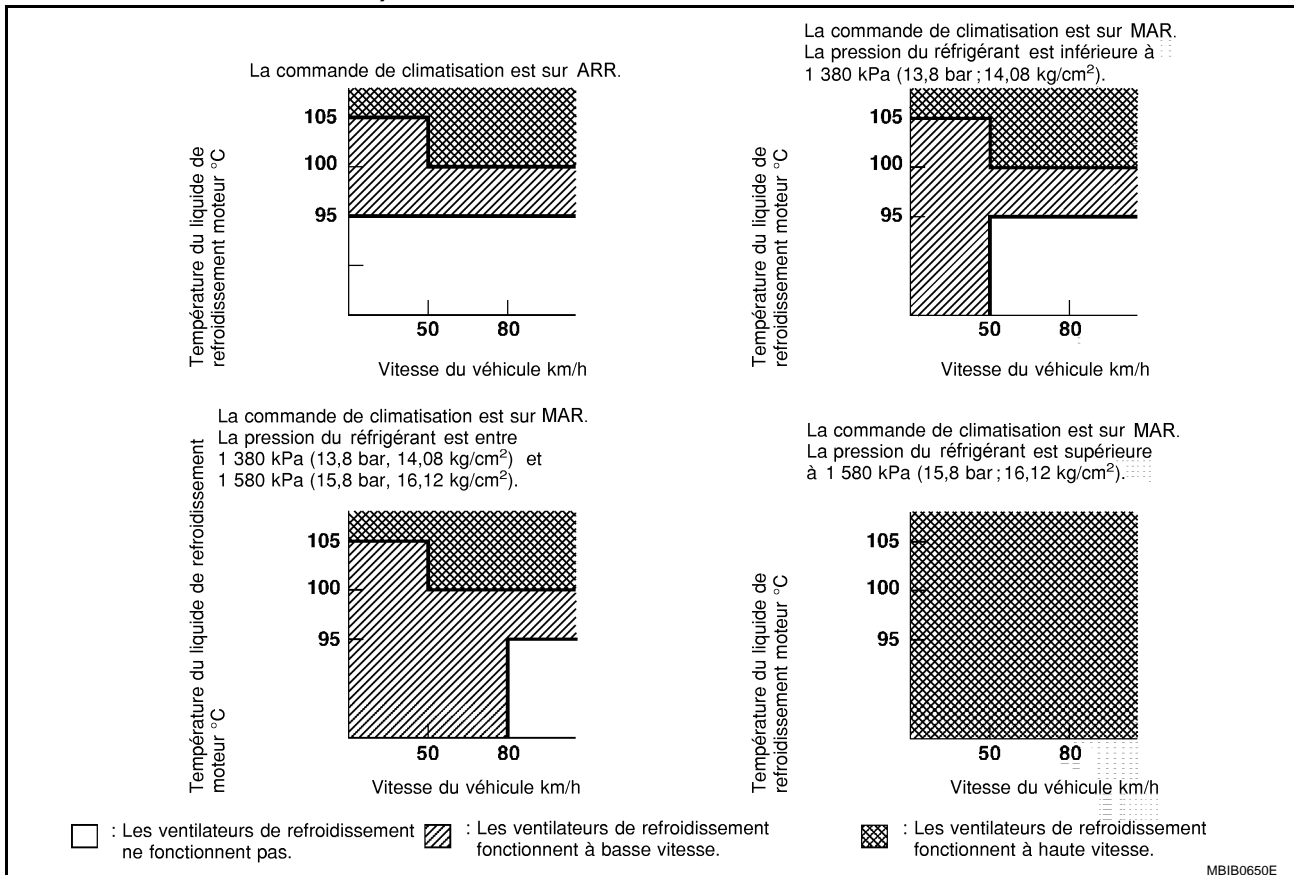 La commande de climatisation est sur ARR.
Température du liquide de
refroidissement moteur °C
105
100
95
50 80
Vitesse du véhicule km/h
La commande de climatisation est sur MAR.
La pression du réfrigérant est inférieure à
1 380 kPa (13,8 bar ; 14,08 kg/cm²).
Température du liquide de
refroidissement moteur °C
105
100
95
50 80
Vitesse du véhicule km/h
La commande de climatisation est sur MAR.
La pression du réfrigérant est entre
1 380 kPa (13,8 bar, 14,08 kg/cm²) et
1 580 kPa (15,8 bar, 16,12 kg/cm²).
Température du liquide de refroidissement
moteur °C
105
100
95
50 80
Vitesse du véhicule km/h
La commande de climatisation est sur MAR.
La pression du réfrigérant est supérieure
à 1 580 kPa (15,8 bar ; 16,12 kg/cm²).
Température du liquide de
refroidissement moteur °C
105
100
95
50 80
Vitesse du véhicule km/h
: Les ventilateurs de refroidissement
ne fonctionnent pas.
: Les ventilateurs de refroidissement
fonctionnent à basse vitesse.
: Les ventilateurs de refroidissement
fonctionnent à haute vitesse.
MBIB0650E